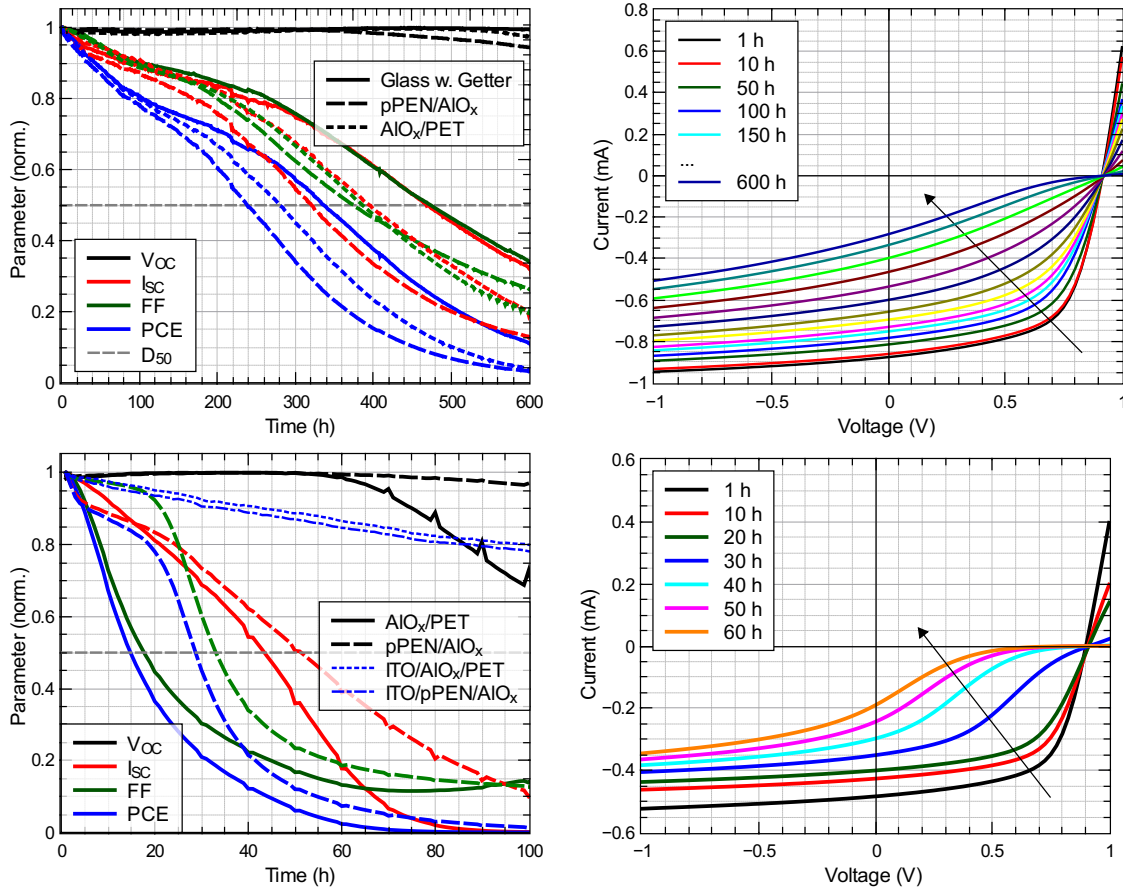 Parameter (norm.)
1
0.8
0.6
0.4
0.2
0
Glass w. Getter
pPEN/AlOₓ
AlOₓ/PET
V_OC
I_SC
FF
PCE
D₅₀
0 100 200 300 400 500 600
Time (h)
Current (mA)
0.8
0.6
0.4
0.2
0
−0.2
−0.4
−0.6
−0.8
−1
1 h
10 h
50 h
100 h
150 h
...
600 h
−1 −0.5 0 0.5 1
Voltage (V)
Parameter (norm.)
1
0.8
0.6
0.4
0.2
0
AlOₓ/PET
pPEN/AlOₓ
ITO/AlOₓ/PET
ITO/pPEN/AlOₓ
V_OC
I_SC
FF
PCE
0 20 40 60 80 100
Time (h)
Current (mA)
0.6
0.4
0.2
0
−0.2
−0.4
−0.6
1 h
10 h
20 h
30 h
40 h
50 h
60 h
−1 −0.5 0 0.5 1
Voltage (V)